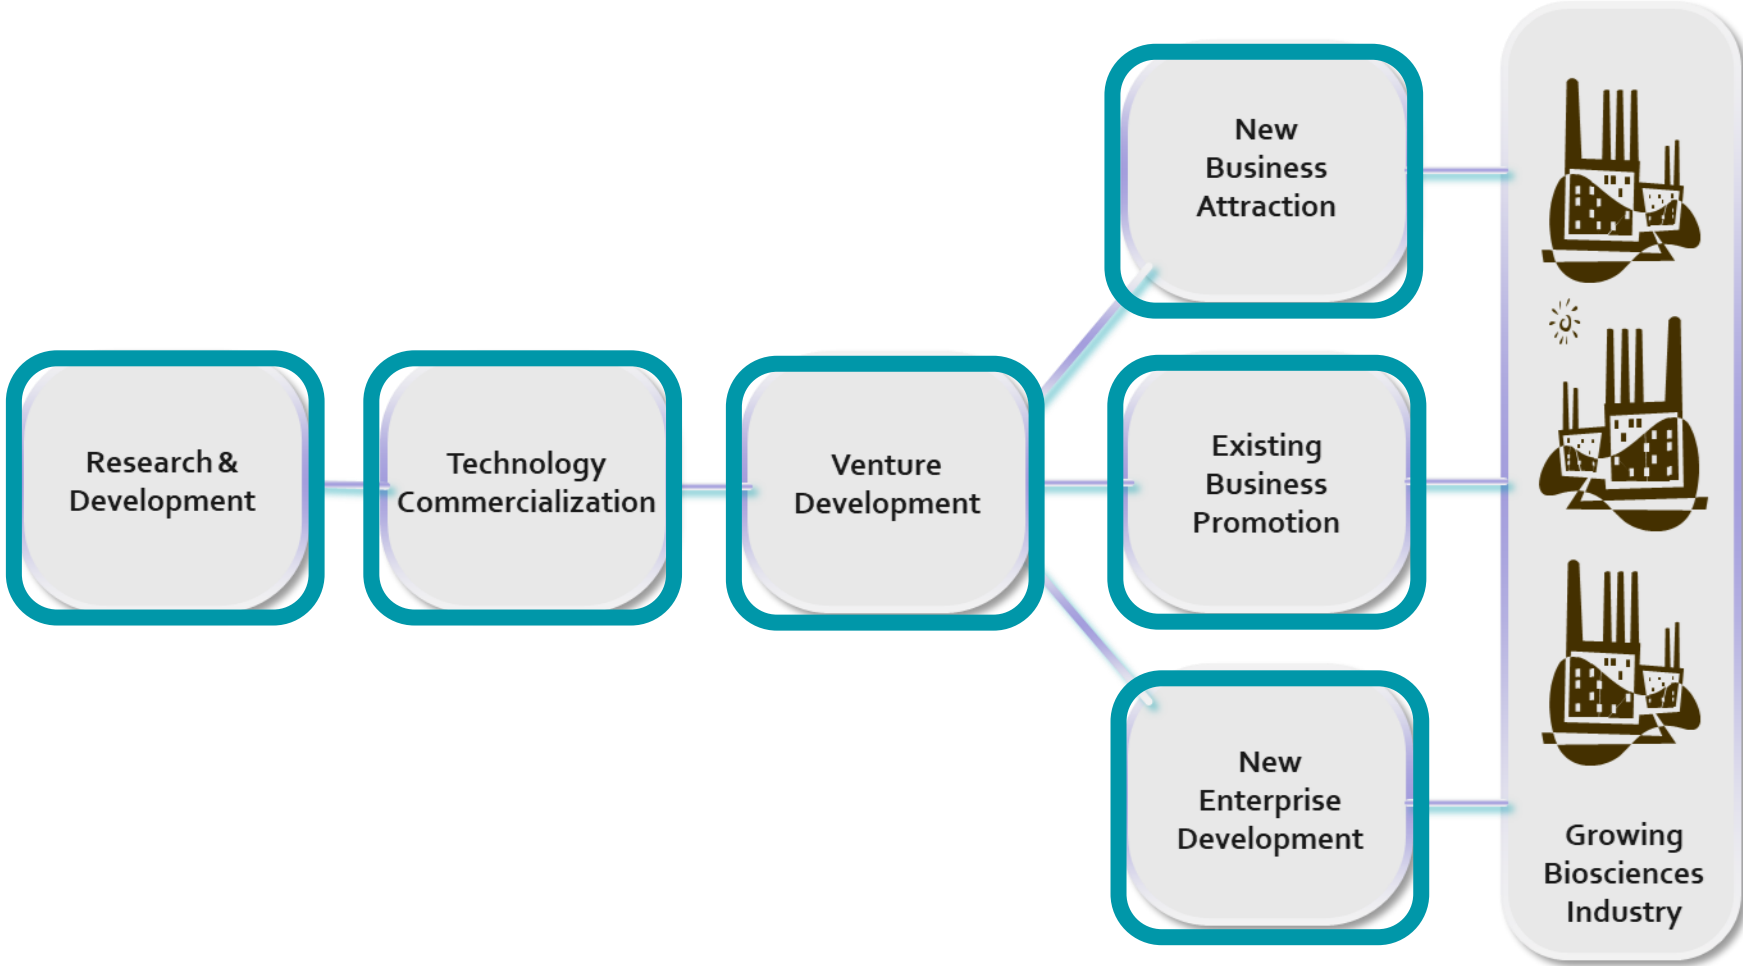 Research &
Development
Technology
Commercialization
Venture
Development
New
Business
Attraction
Existing
Business
Promotion
New
Enterprise
Development
Growing
Biosciences
Industry